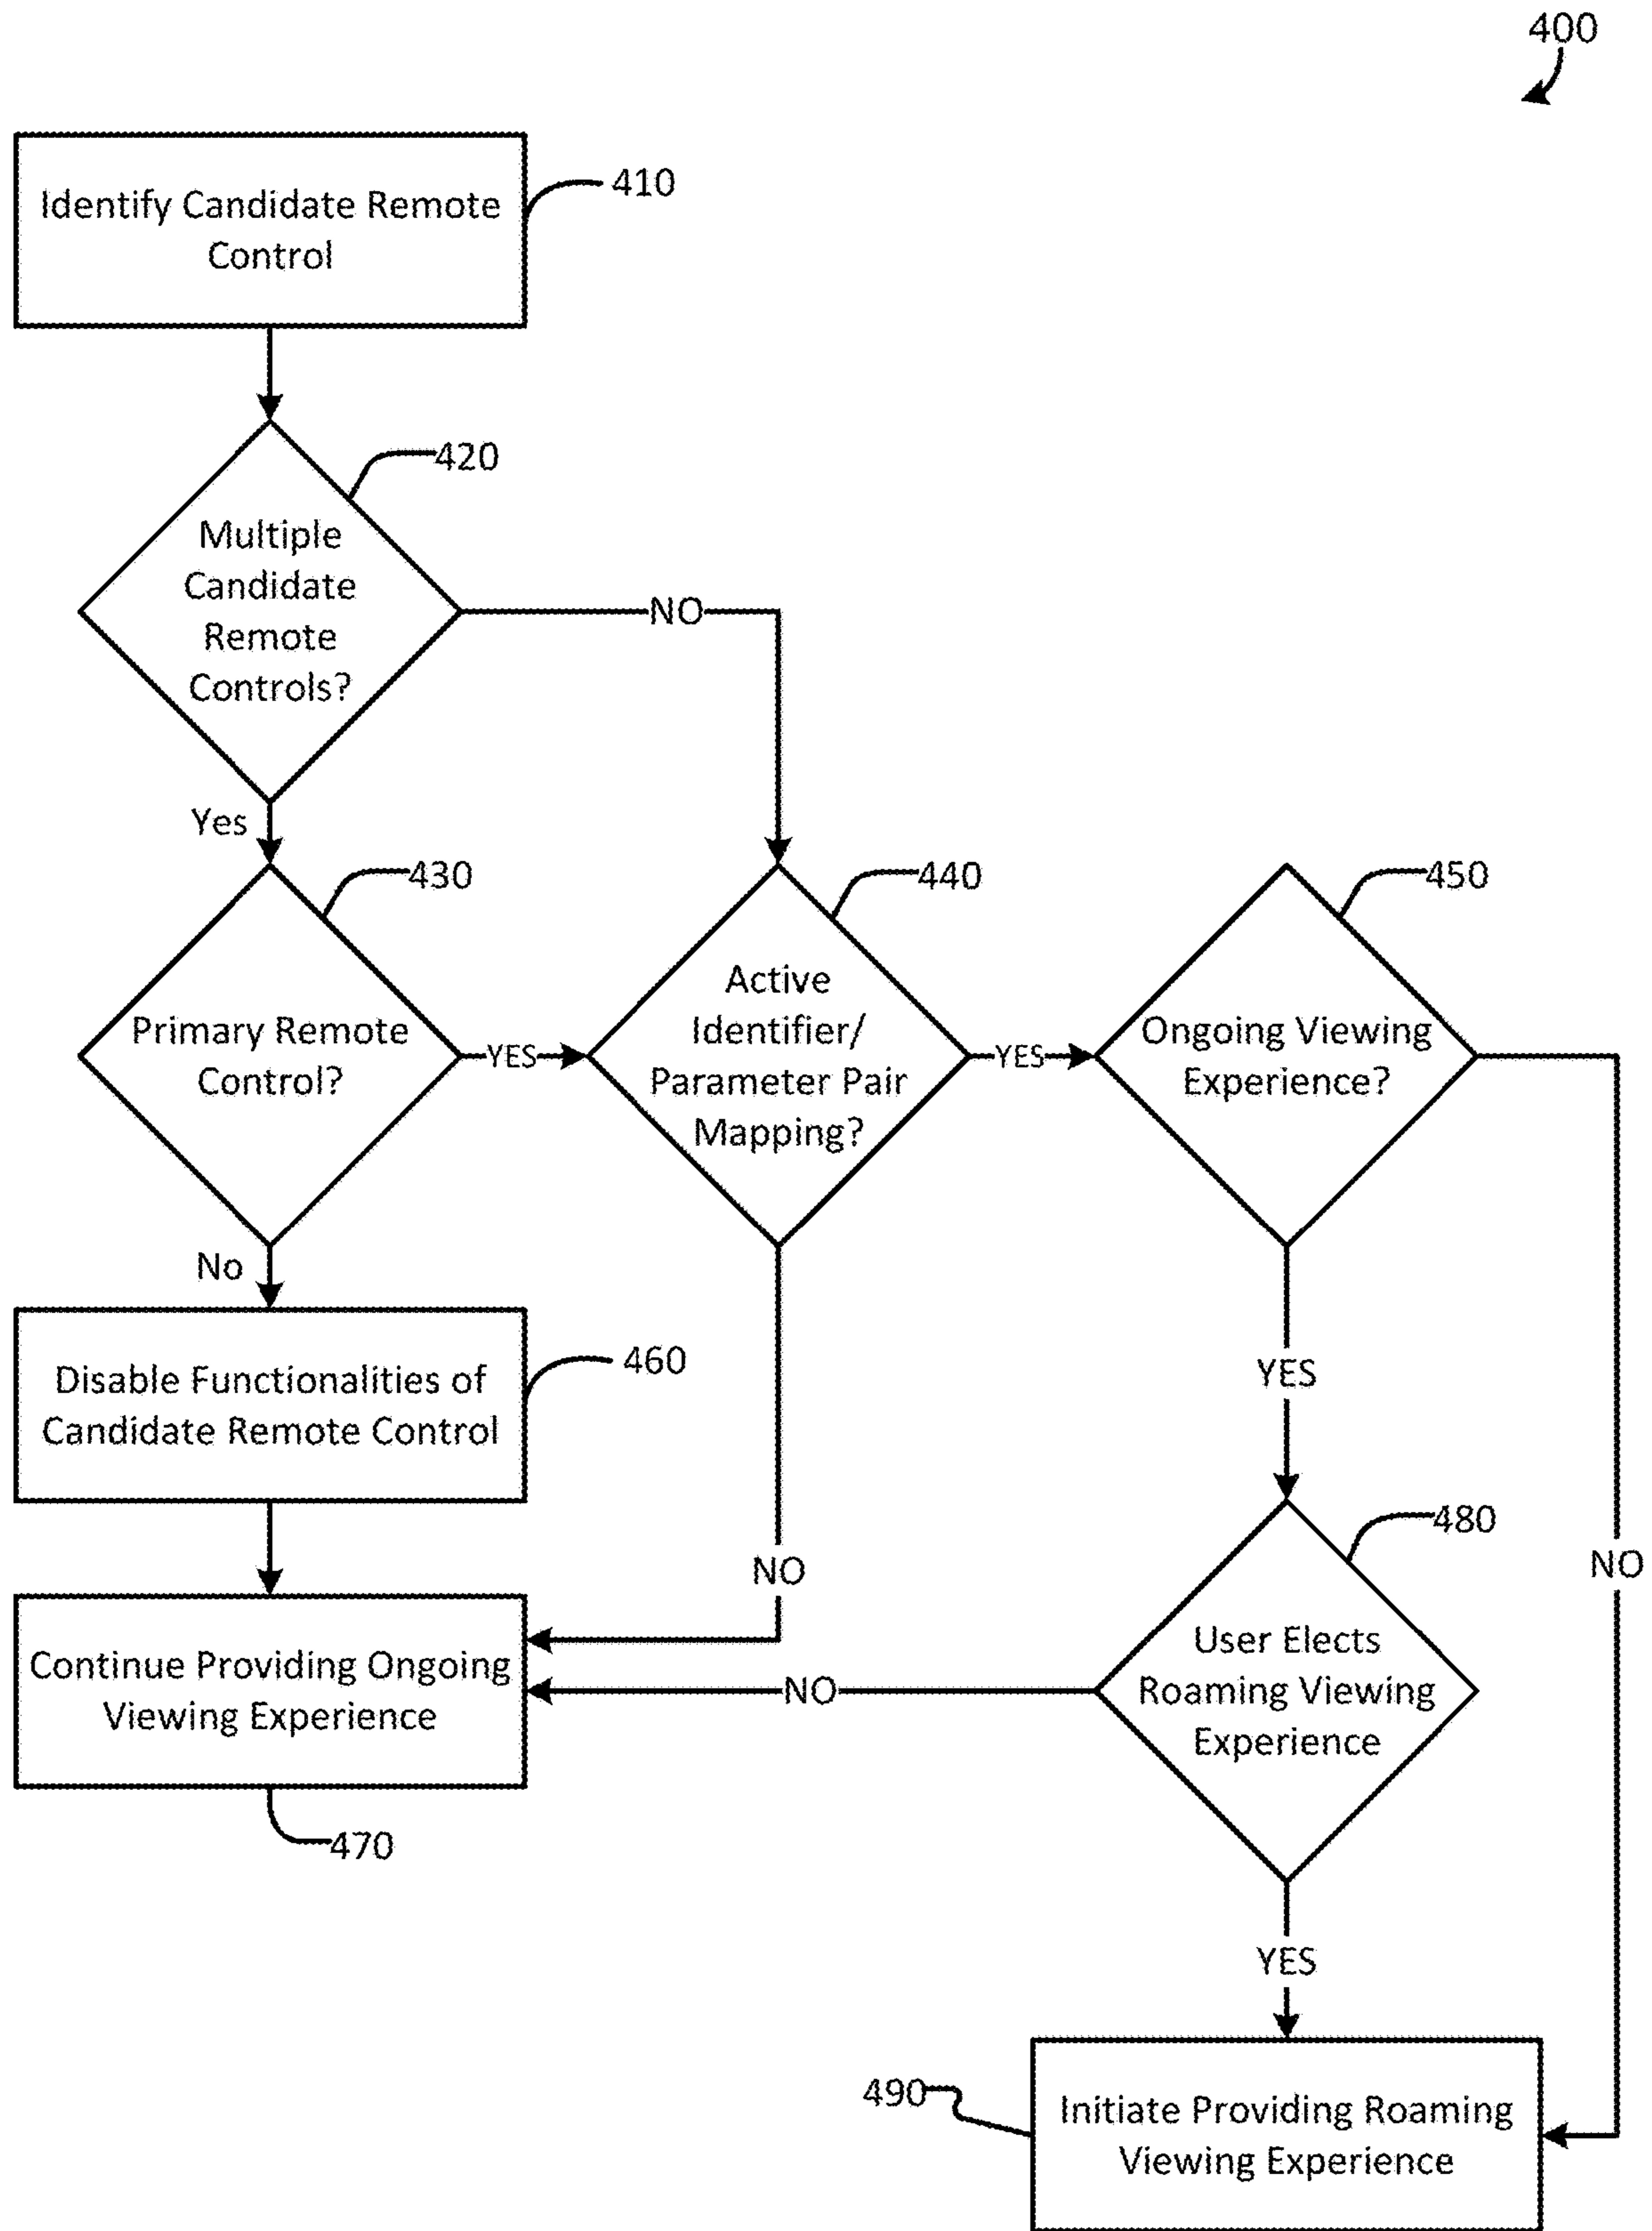 400
Identify Candidate Remote
Control
410
420
Multiple
Candidate
Remote
Controls?
NO
Yes
430
Primary Remote
Control?
YES
440
Active
Identifier/
Parameter Pair
Mapping?
YES
450
Ongoing Viewing
Experience?
No
Disable Functionalities of
Candidate Remote Control
460
YES
NO
NO
480
User Elects
Roaming Viewing
Experience
NO
Continue Providing Ongoing
Viewing Experience
470
YES
490
Initiate Providing Roaming
Viewing Experience